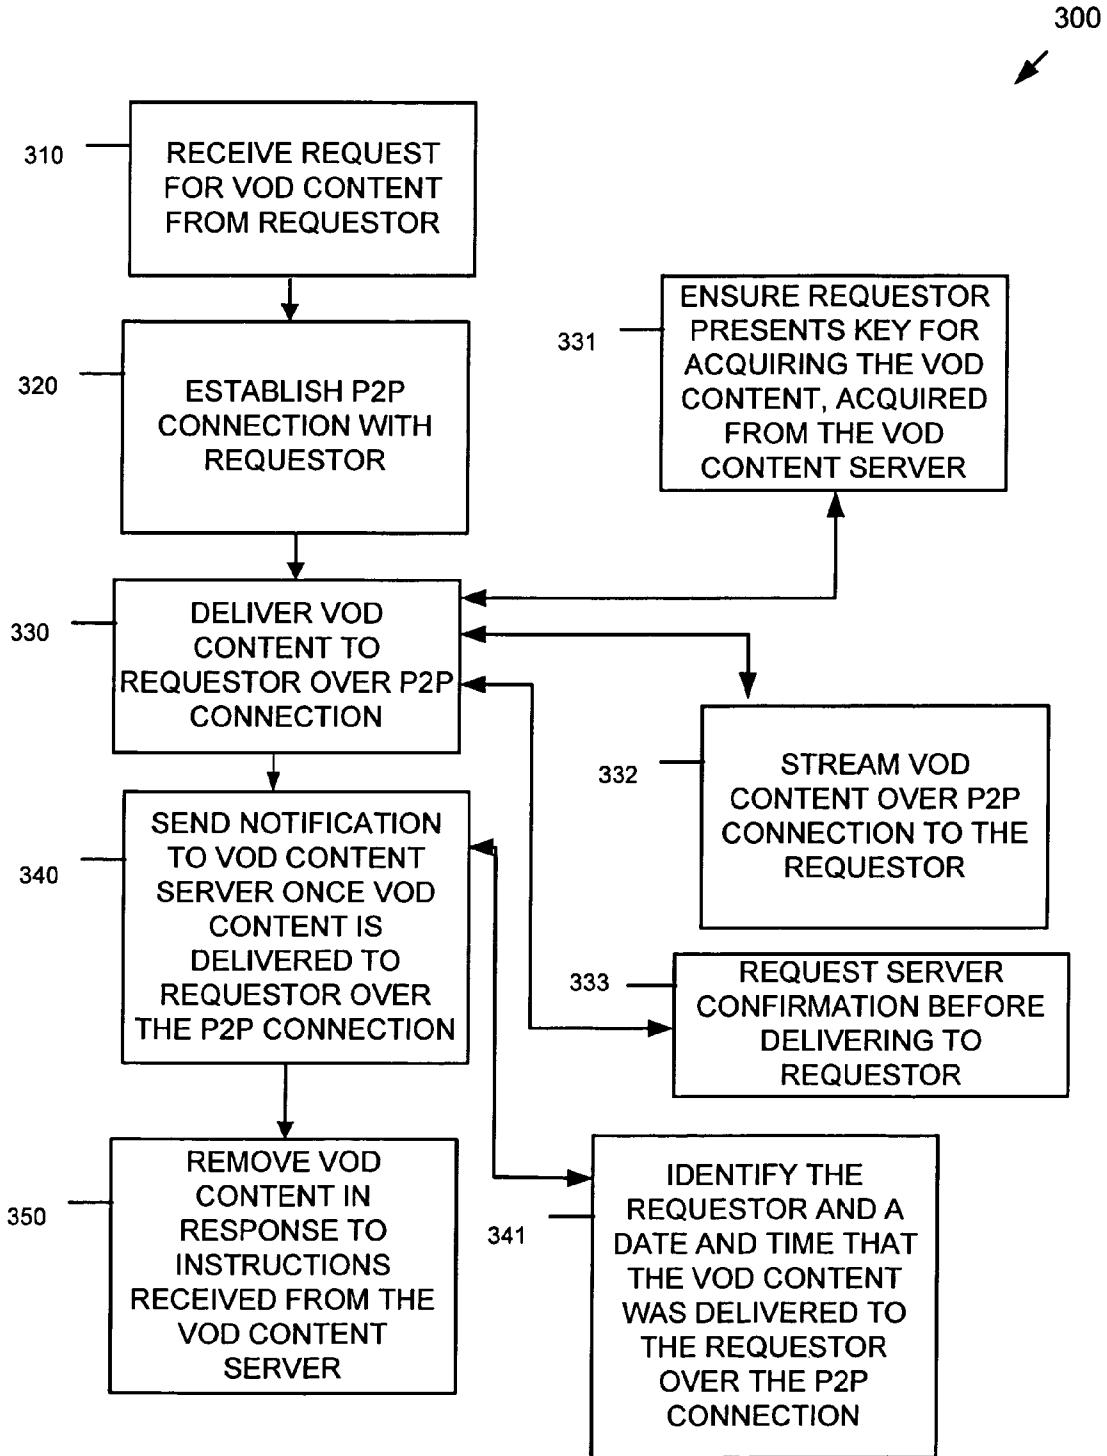 300
310
RECEIVE REQUEST
FOR VOD CONTENT
FROM REQUESTOR
320
ESTABLISH P2P
CONNECTION WITH
REQUESTOR
331
ENSURE REQUESTOR
PRESENTS KEY FOR
ACQUIRING THE VOD
CONTENT, ACQUIRED
FROM THE VOD
CONTENT SERVER
330
DELIVER VOD
CONTENT TO
REQUESTOR OVER P2P
CONNECTION
332
STREAM VOD
CONTENT OVER P2P
CONNECTION TO THE
REQUESTOR
340
SEND NOTIFICATION
TO VOD CONTENT
SERVER ONCE VOD
CONTENT IS
DELIVERED TO
REQUESTOR OVER
THE P2P CONNECTION
333
REQUEST SERVER
CONFIRMATION BEFORE
DELIVERING TO
REQUESTOR
350
REMOVE VOD
CONTENT IN
RESPONSE TO
INSTRUCTIONS
RECEIVED FROM THE
VOD CONTENT
SERVER
341
IDENTIFY THE
REQUESTOR AND A
DATE AND TIME THAT
THE VOD CONTENT
WAS DELIVERED TO
THE REQUESTOR
OVER THE P2P
CONNECTION